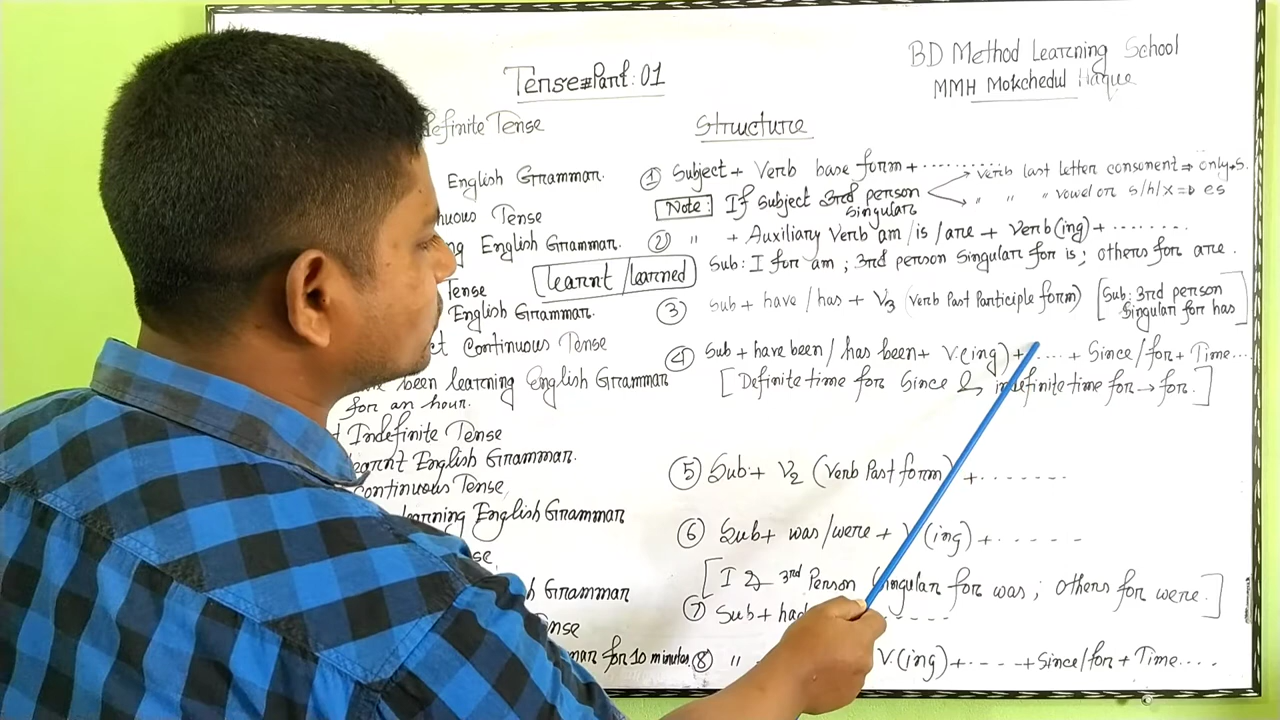 Tense Part: 01
BD Method Learning School
MMH Mokchedul Haque
definite Tense
English Grammar.
nuous Tense
ng English Grammar.
learnt/learned
Tense
English Grammar.
ct Continuous Tense
have been learning English Grammar
for an hour.
t Indefinite Tense
earnt English Grammar.
continuous Tense,
arning English Grammar
se,
h Grammar
nse
mar for 10 minutes.
Structure
① Subject + Verb base form + .......... verb last letter consonent ⇒ only +s.
Note: If subject 3rd person Singular " " vowel or s/h/x ⇒ es
② " + Auxiliary Verb am/is/are + Verb(ing) + ........
Sub: I for am; 3rd person Singular for is; others for are.
③ Sub + have/has + V3 (Verb Past Participle form) [Sub: 3rd person Singular for has]
④ Sub + have been/has been + V.(ing) + ..... + Since/for + Time...
[Definite time for Since & indefinite time for → for.]
⑤ Sub + V2 (Verb Past form) + .......
⑥ Sub + was/were + V(ing) + .....
[I & 3rd Person Singular for was; others for were.]
⑦ Sub + had ......
⑧ " V.(ing) + .... + Since/for + Time....